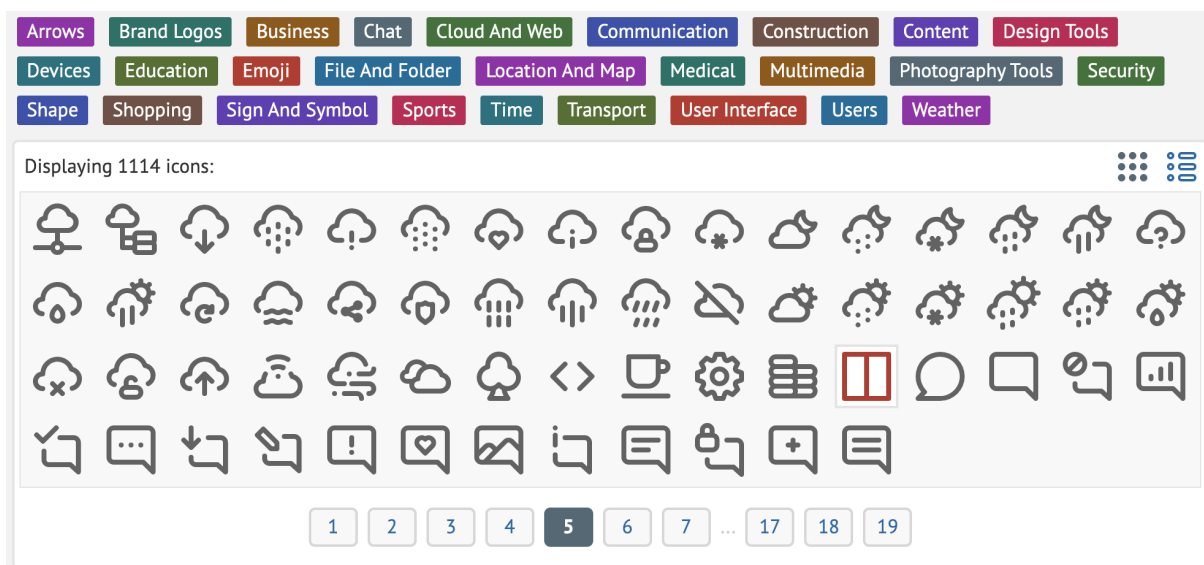 Arrows Brand Logos Business Chat Cloud And Web Communication Construction Content Design Tools
Devices Education Emoji File And Folder Location And Map Medical Multimedia Photography Tools Security
Shape Shopping Sign And Symbol Sports Time Transport User Interface Users Weather
Displaying 1114 icons:
1 2 3 4 5 6 7 ... 17 18 19